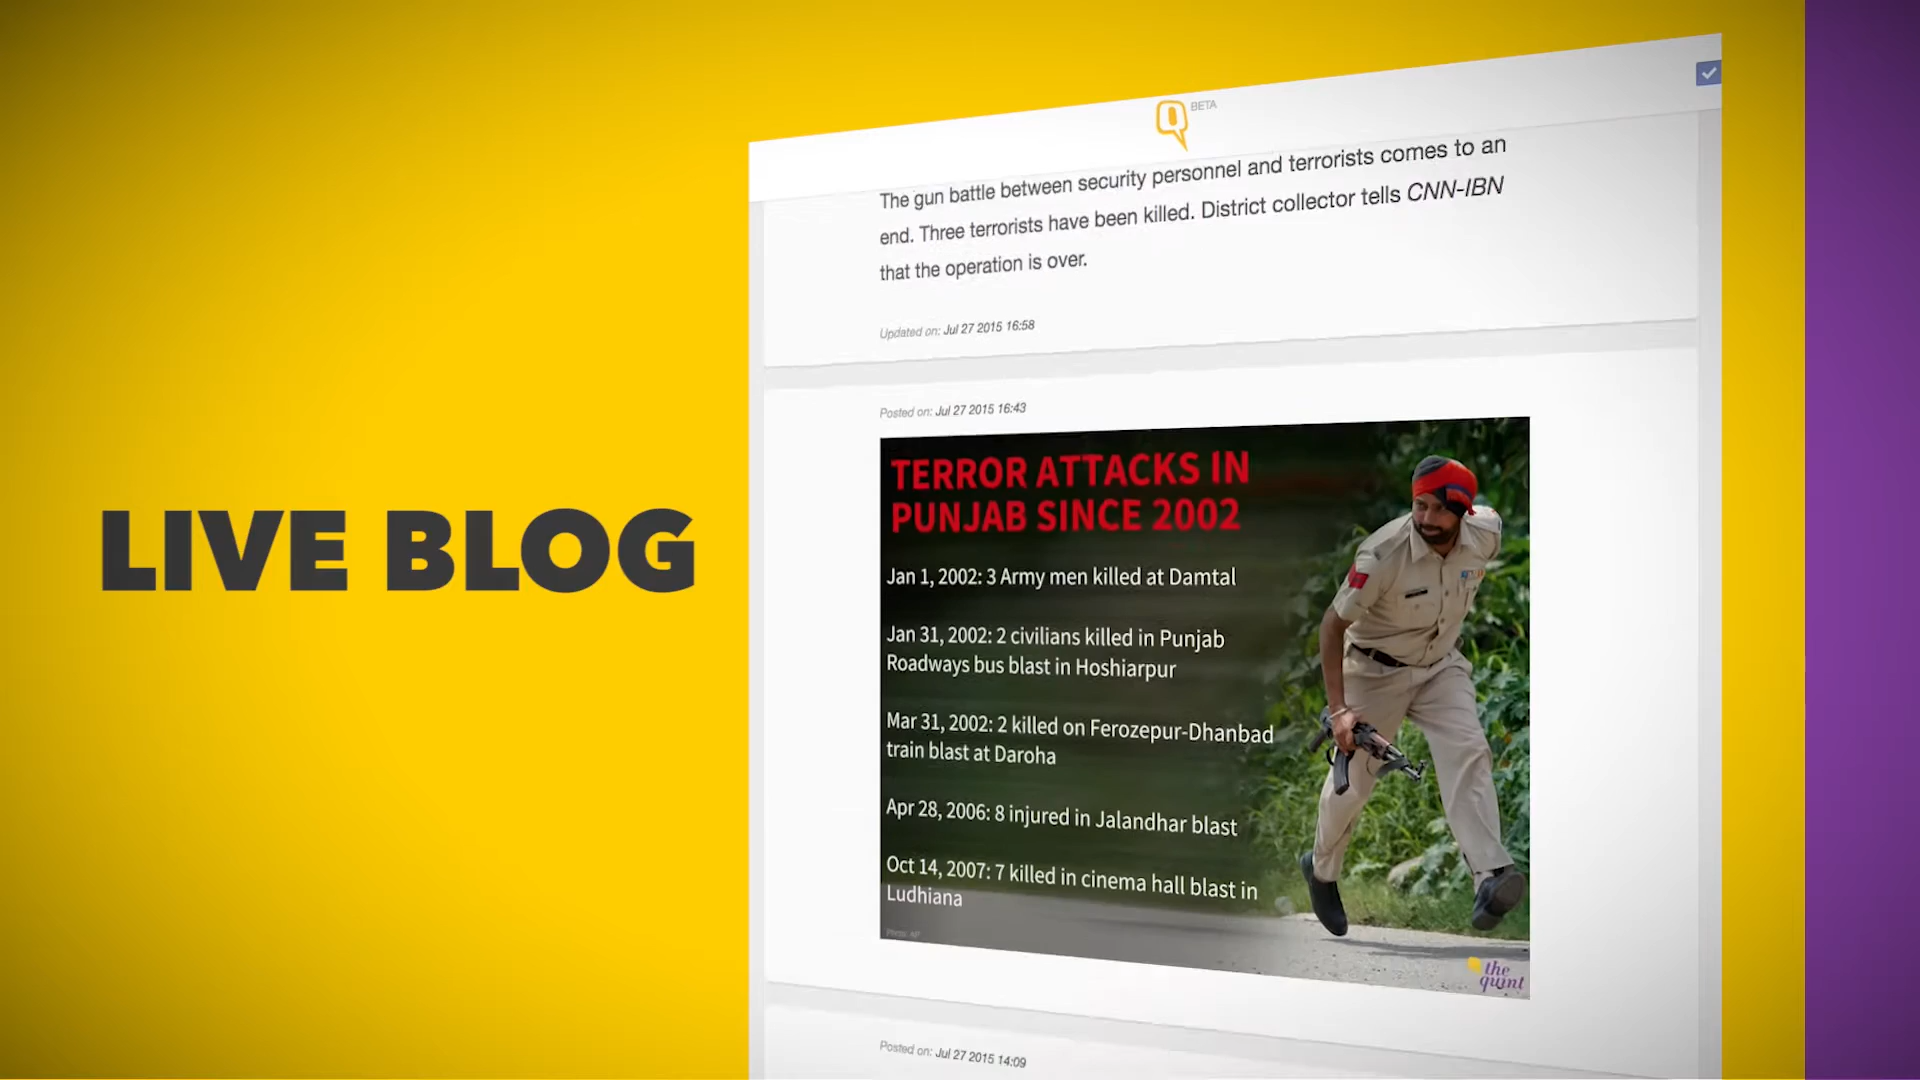 LIVE BLOG
BETA
The gun battle between security personnel and terrorists comes to an
end. Three terrorists have been killed. District collector tells CNN-IBN
that the operation is over.
Updated on: Jul 27 2015 16:58
Posted on: Jul 27 2015 16:43
TERROR ATTACKS IN
PUNJAB SINCE 2002
Jan 1, 2002: 3 Army men killed at Damtal
Jan 31, 2002: 2 civilians killed in Punjab
Roadways bus blast in Hoshiarpur
Mar 31, 2002: 2 killed on Ferozepur-Dhanbad
train blast at Daroha
Apr 28, 2006: 8 injured in Jalandhar blast
Oct 14, 2007: 7 killed in cinema hall blast in
Ludhiana
Photo: AP
the
quint
Posted on: Jul 27 2015 14:09